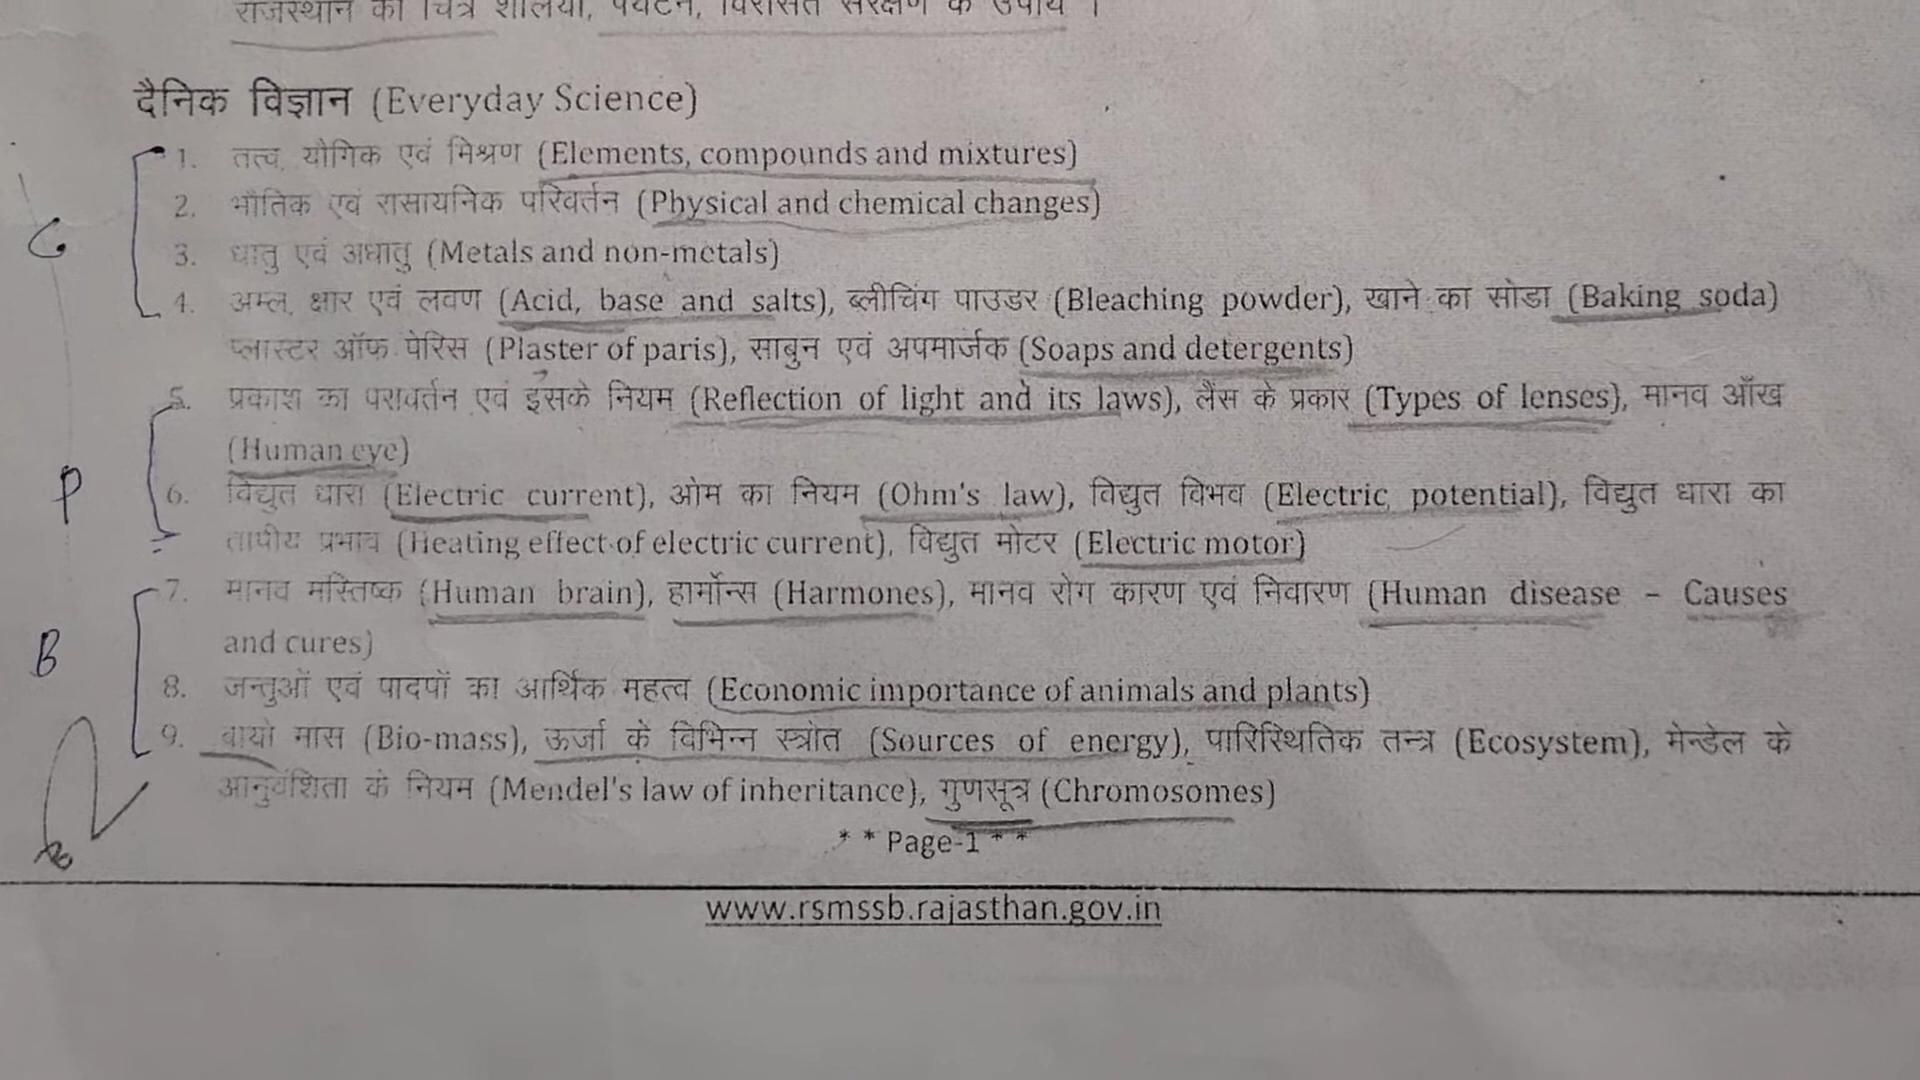 राजस्थान की चित्र शैलियां, पर्यटन, विरासत संरक्षण के उपाय ।
दैनिक विज्ञान (Everyday Science)
1. तत्व, यौगिक एवं मिश्रण (Elements, compounds and mixtures)
2. भौतिक एवं रासायनिक परिवर्तन (Physical and chemical changes)
C
3. धातु एवं अधातु (Metals and non-metals)
4. अम्ल, क्षार एवं लवण (Acid, base and salts), ब्लीचिंग पाउडर (Bleaching powder), खाने का सोडा (Baking soda)
प्लास्टर ऑफ पेरिस (Plaster of paris), साबुन एवं अपमार्जक (Soaps and detergents)
5. प्रकाश का परावर्तन एवं इसके नियम (Reflection of light and its laws), लैंस के प्रकार (Types of lenses), मानव आँख
(Human eye)
P
6. विद्युत धारा (Electric current), ओम का नियम (Ohm's law), विद्युत विभव (Electric potential), विद्युत धारा का
तापीय प्रभाव (Heating effect of electric current), विद्युत मोटर (Electric motor)
7. मानव मस्तिष्क (Human brain), हार्मोन्स (Harmones), मानव रोग कारण एवं निवारण (Human disease – Causes
and cures)
B
8. जन्तुओं एवं पादपों का आर्थिक महत्व (Economic importance of animals and plants)
9. बायो मास (Bio-mass), ऊर्जा के विभिन्न स्त्रोत (Sources of energy), पारिस्थितिक तन्त्र (Ecosystem), मेन्डेल के
आनुवंशिता के नियम (Mendel's law of inheritance), गुणसूत्र (Chromosomes)
* * Page-1 * *
www.rsmssb.rajasthan.gov.in